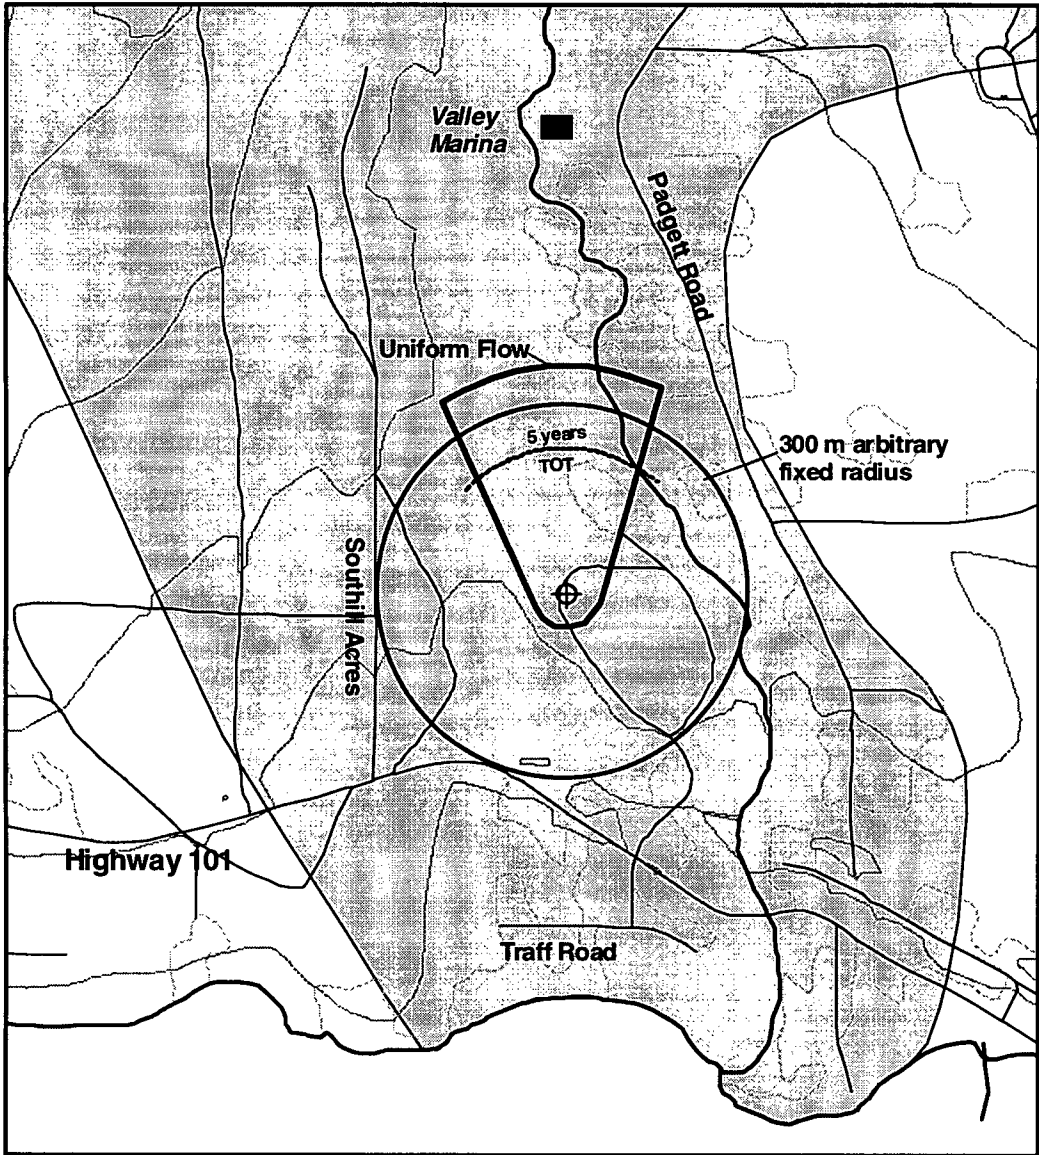 Valley
Marina
Padgett Road
Uniform Flow
5 years
TOT
300 m arbitrary
fixed radius
Southill Acres
Highway 101
Traff Road